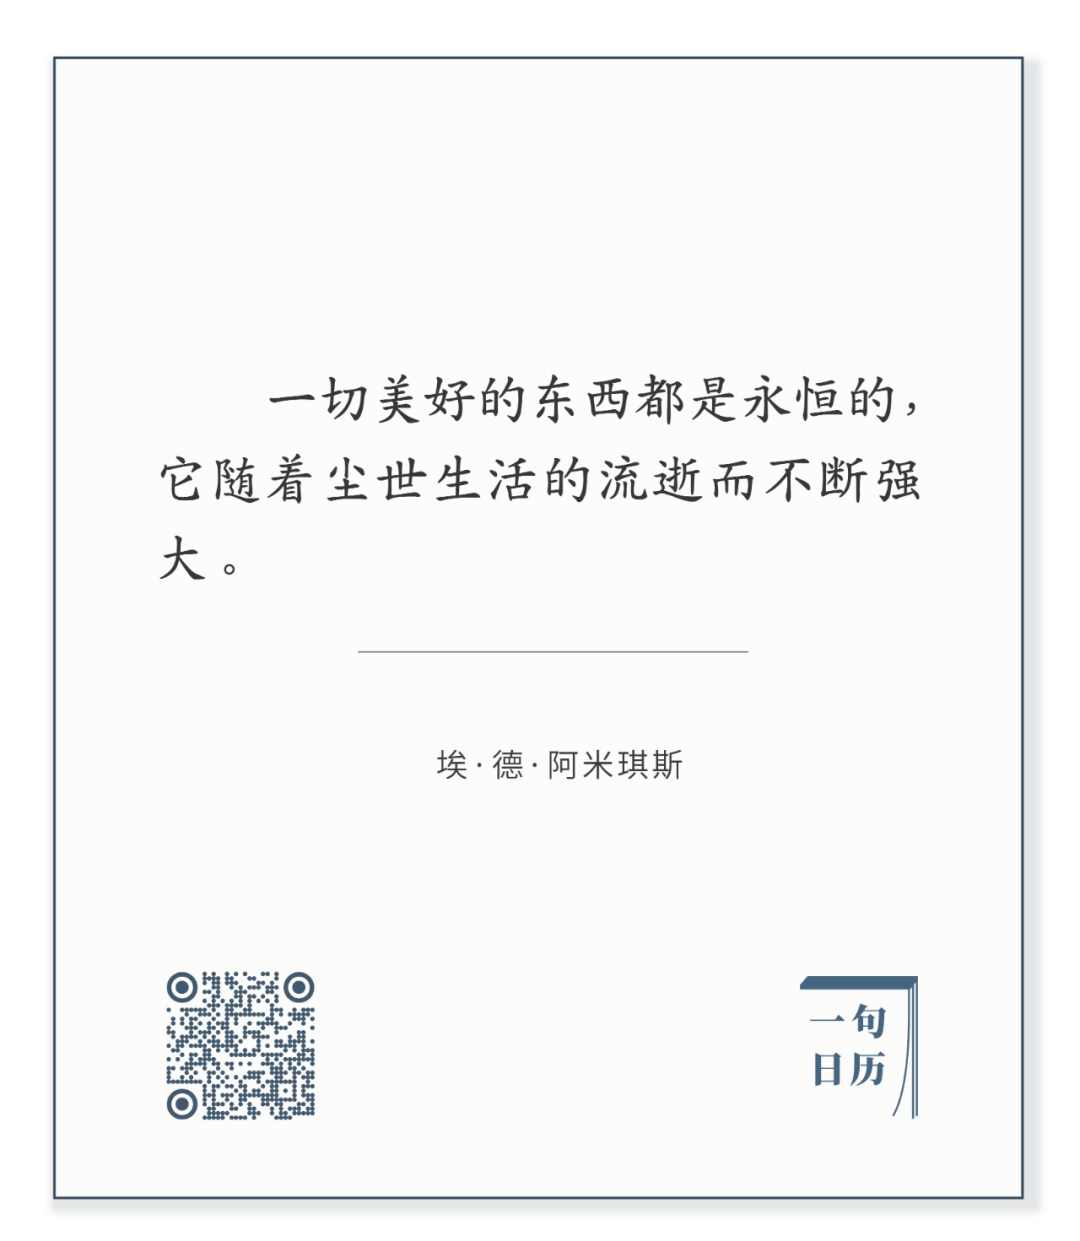 一切美好的东西都是永恒的，
它随着尘世生活的流逝而不断强
大。
埃·德·阿米琪斯
一句
日历